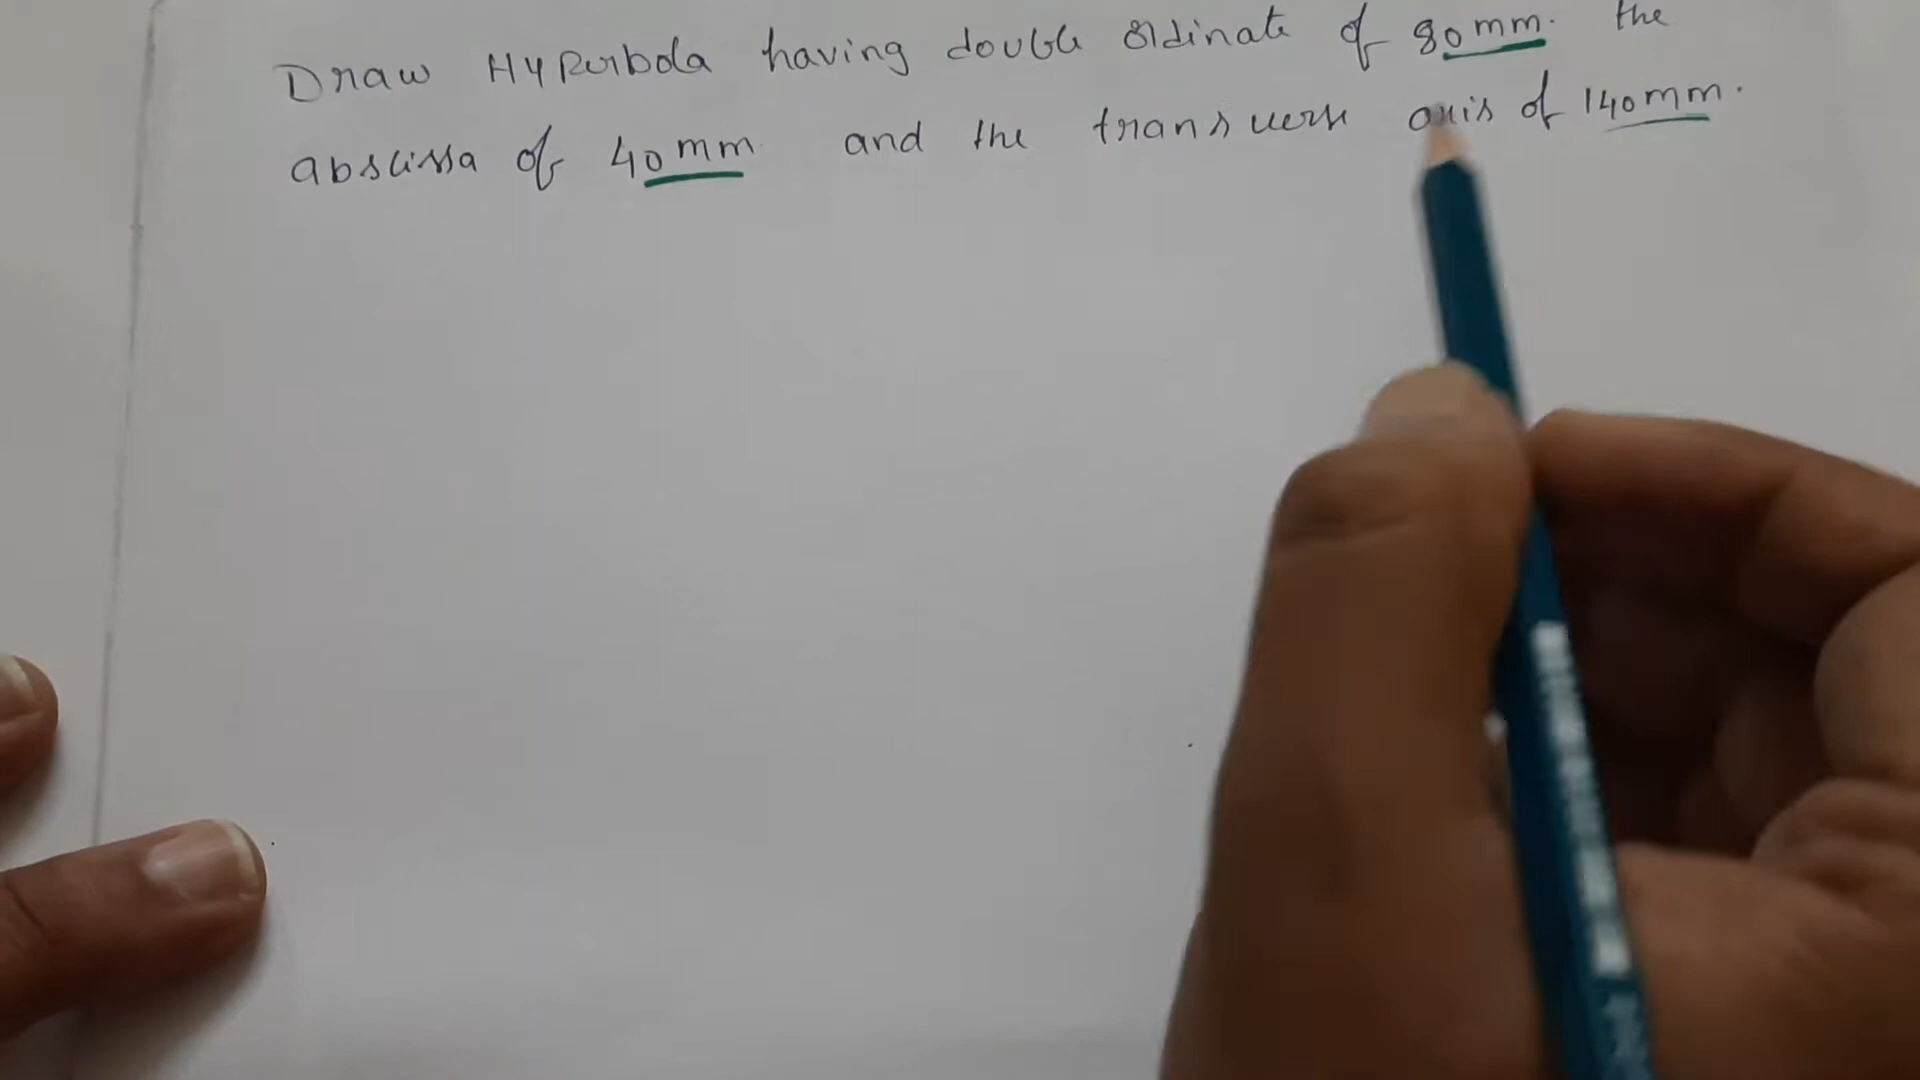 Draw Hyperbola having double ordinate of 80mm. the
abscissa of 40mm and the transverse axis of 140mm.